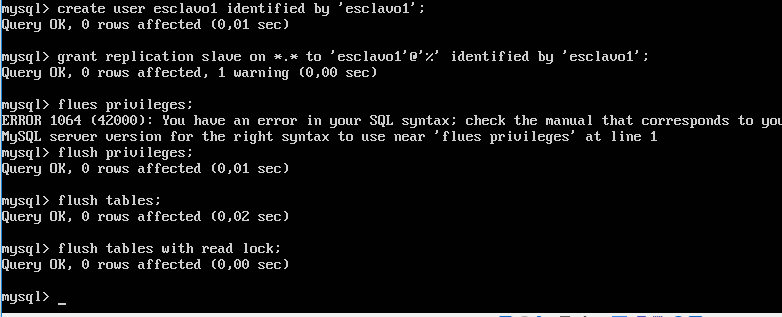 mysql> create user esclavo1 identified by 'esclavo1';
Query OK, 0 rows affected (0,01 sec)
mysql> grant replication slave on *.* to 'esclavo1'@'%' identified by 'esclavo1';
Query OK, 0 rows affected, 1 warning (0,00 sec)
mysql> flues privileges;
ERROR 1064 (42000): You have an error in your SQL syntax; check the manual that corresponds to you
MySQL server version for the right syntax to use near 'flues privileges' at line 1
mysql> flush privileges;
Query OK, 0 rows affected (0,01 sec)
mysql> flush tables;
Query OK, 0 rows affected (0,02 sec)
mysql> flush tables with read lock;
Query OK, 0 rows affected (0,00 sec)
mysql> _